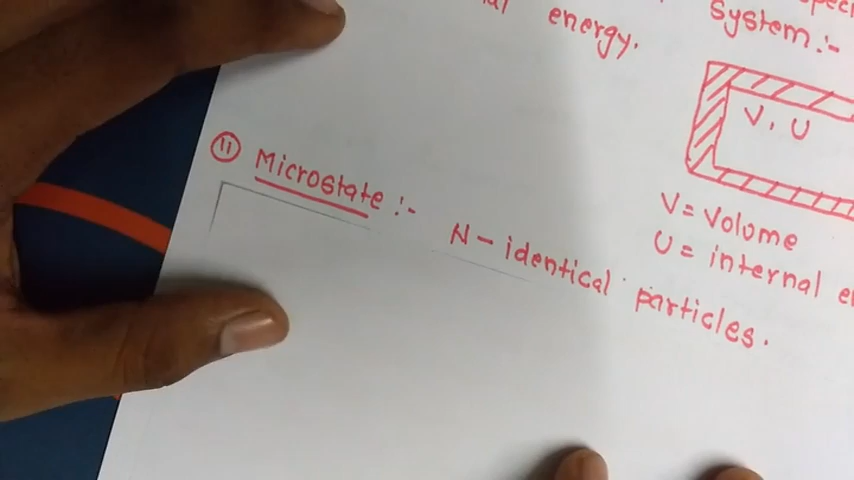 energy.
system:-
V, U
(ii) Microstate :-
N - identical particles.
V = Volume
U = internal